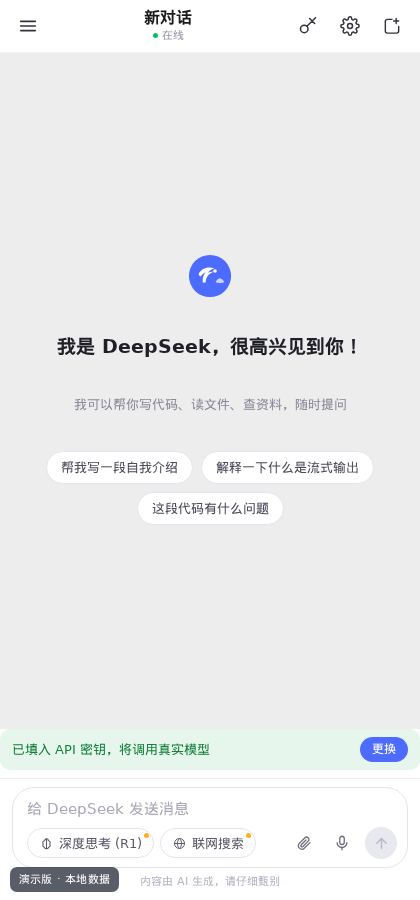 新对话
在线
我是 DeepSeek，很高兴见到你！
我可以帮你写代码、读文件、查资料，随时提问
帮我写一段自我介绍
解释一下什么是流式输出
这段代码有什么问题
已填入 API 密钥，将调用真实模型
更换
给 DeepSeek 发送消息
深度思考 (R1)
联网搜索
演示版 · 本地数据
内容由 AI 生成，请仔细甄别